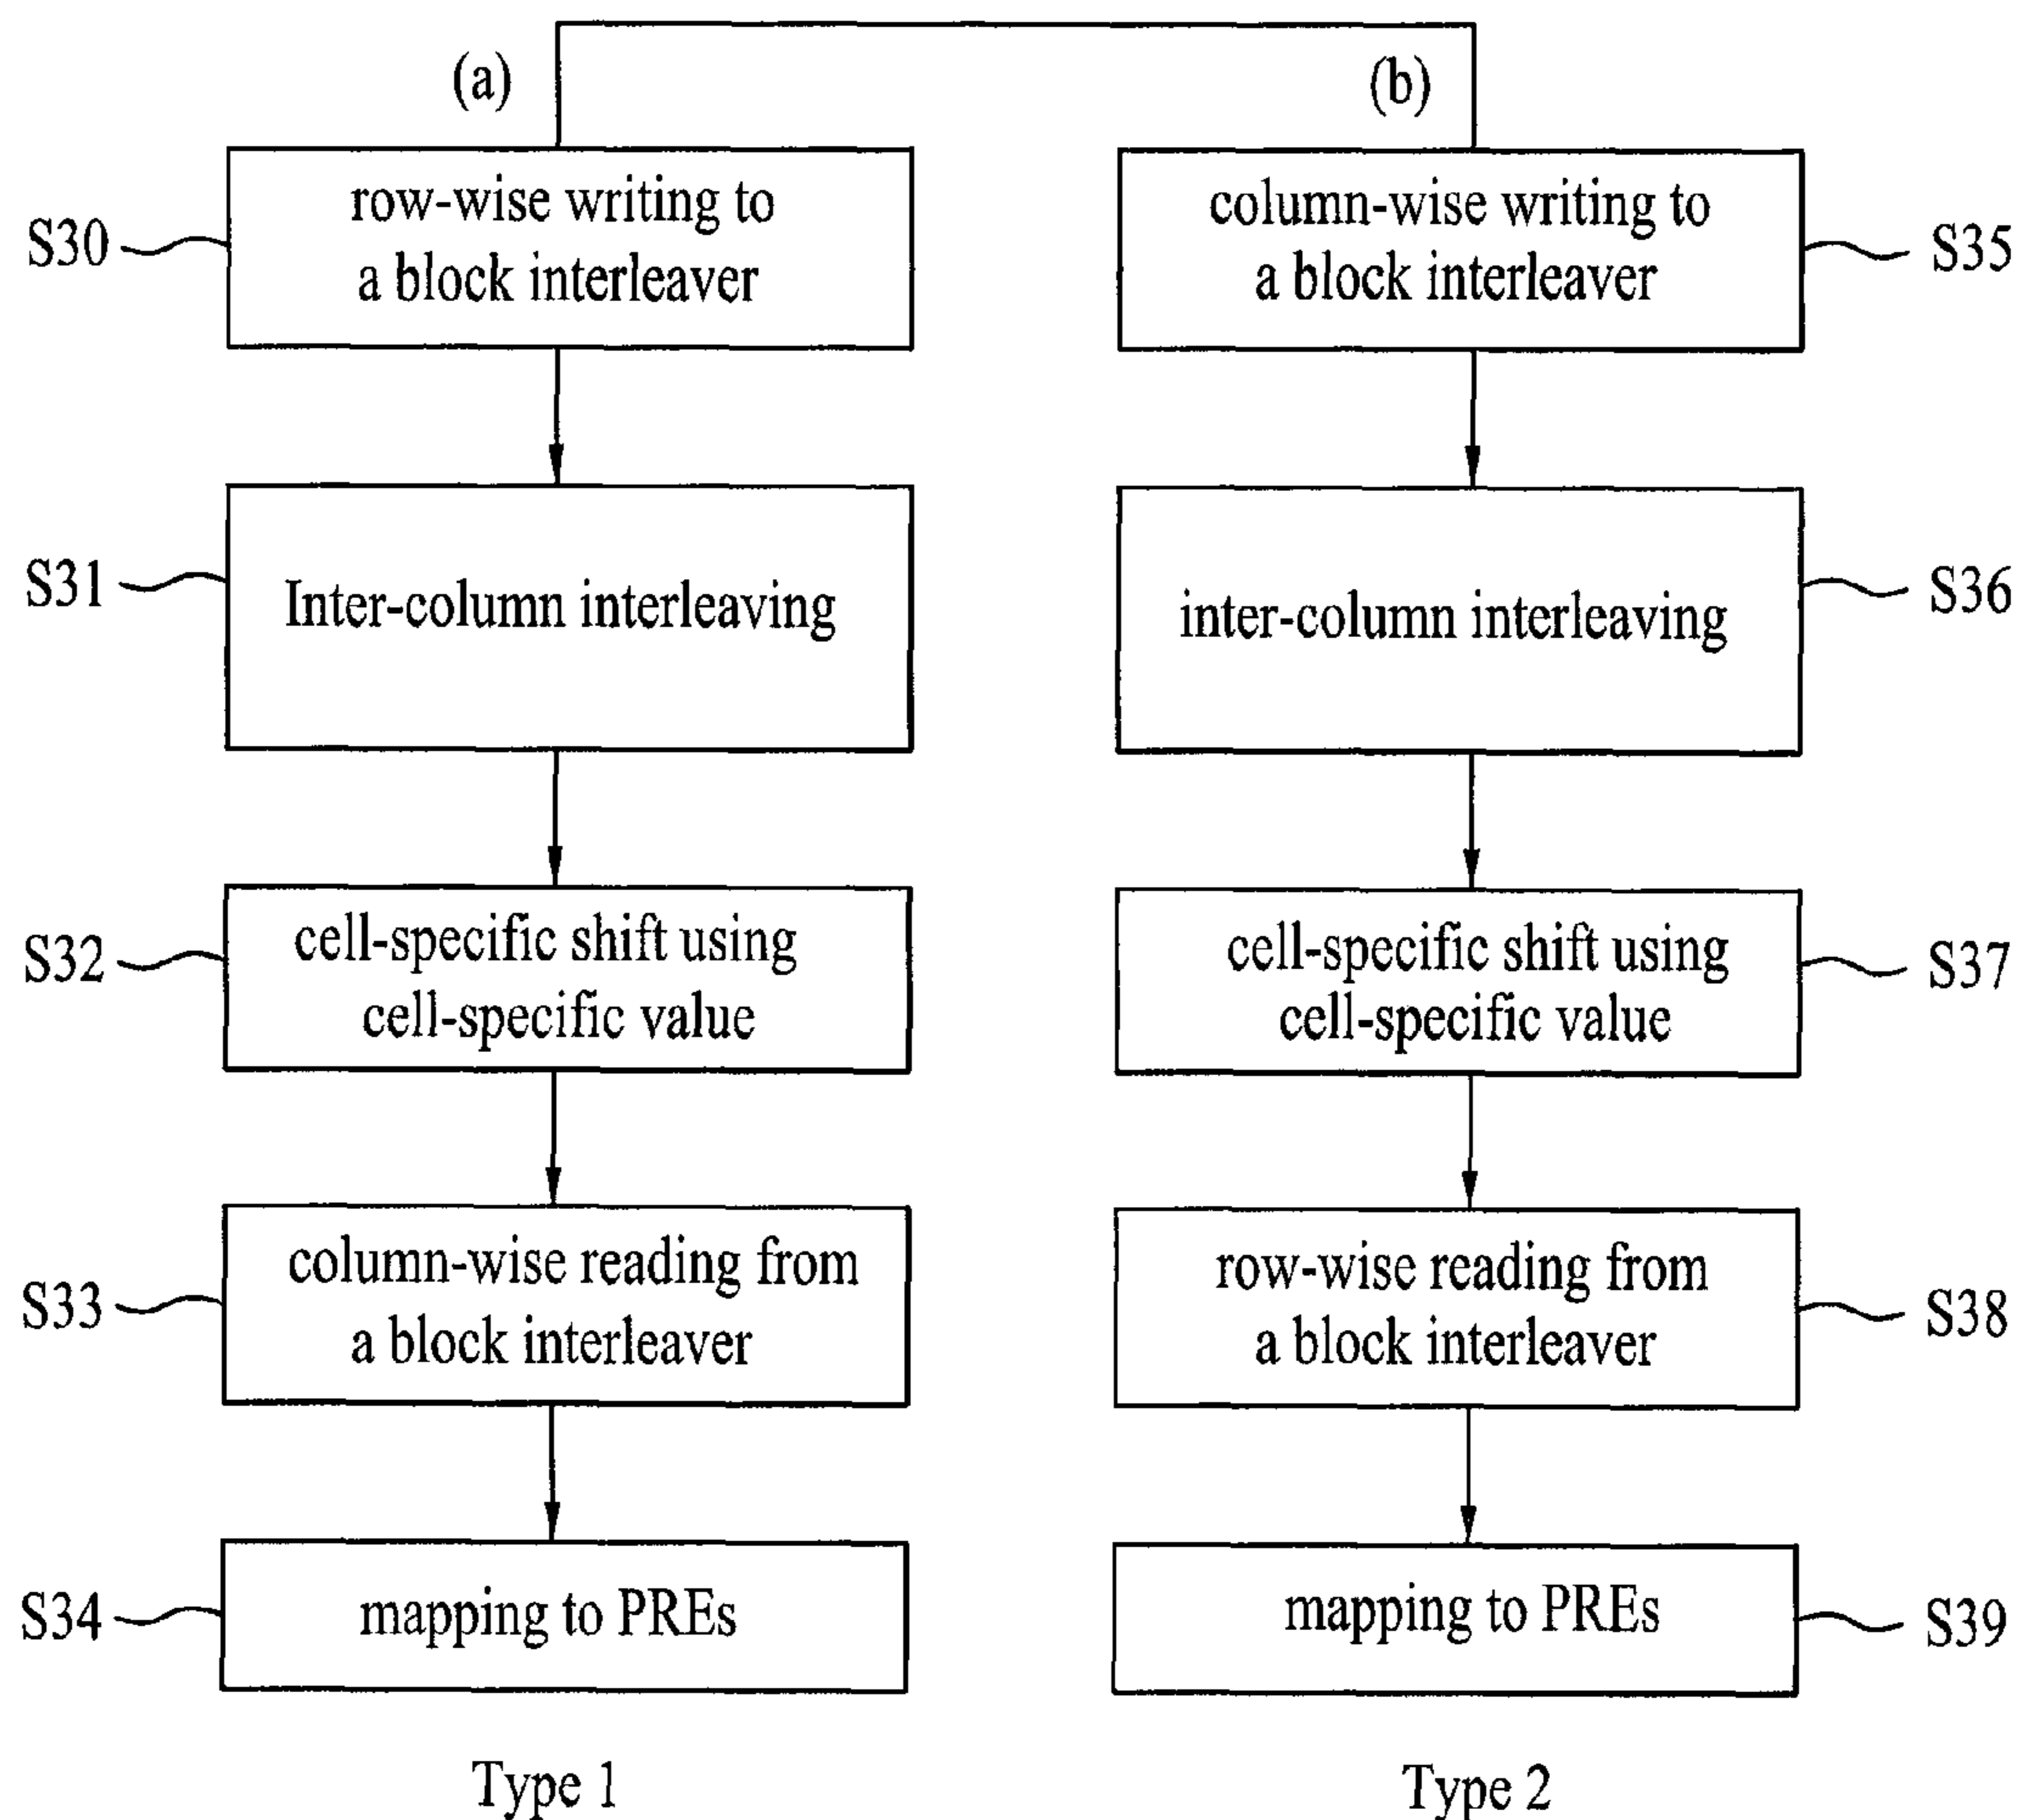 (a)
row-wise writing to
a block interleaver
S30
Inter-column interleaving
S31
cell-specific shift using
cell-specific value
S32
column-wise reading from
a block interleaver
S33
mapping to PREs
S34
Type 1
(b)
column-wise writing to
a block interleaver
S35
inter-column interleaving
S36
cell-specific shift using
cell-specific value
S37
row-wise reading from
a block interleaver
S38
mapping to PREs
S39
Type 2